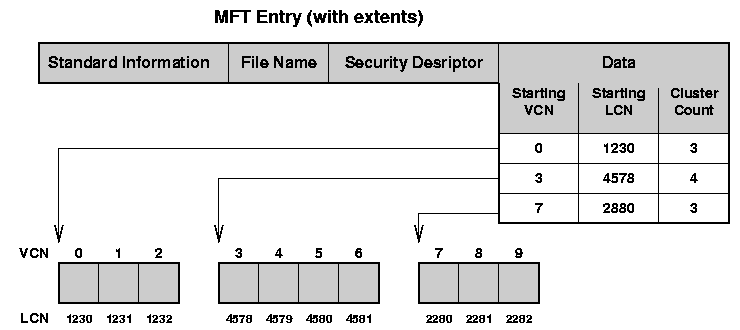 MFT Entry (with extents)
Standard Information File Name Security Desriptor Data
Starting VCN Starting LCN Cluster Count
0 1230 3
3 4578 4
7 2880 3
VCN 0 1 2 3 4 5 6 7 8 9
LCN 1230 1231 1232 4578 4579 4580 4581 2280 2281 2282